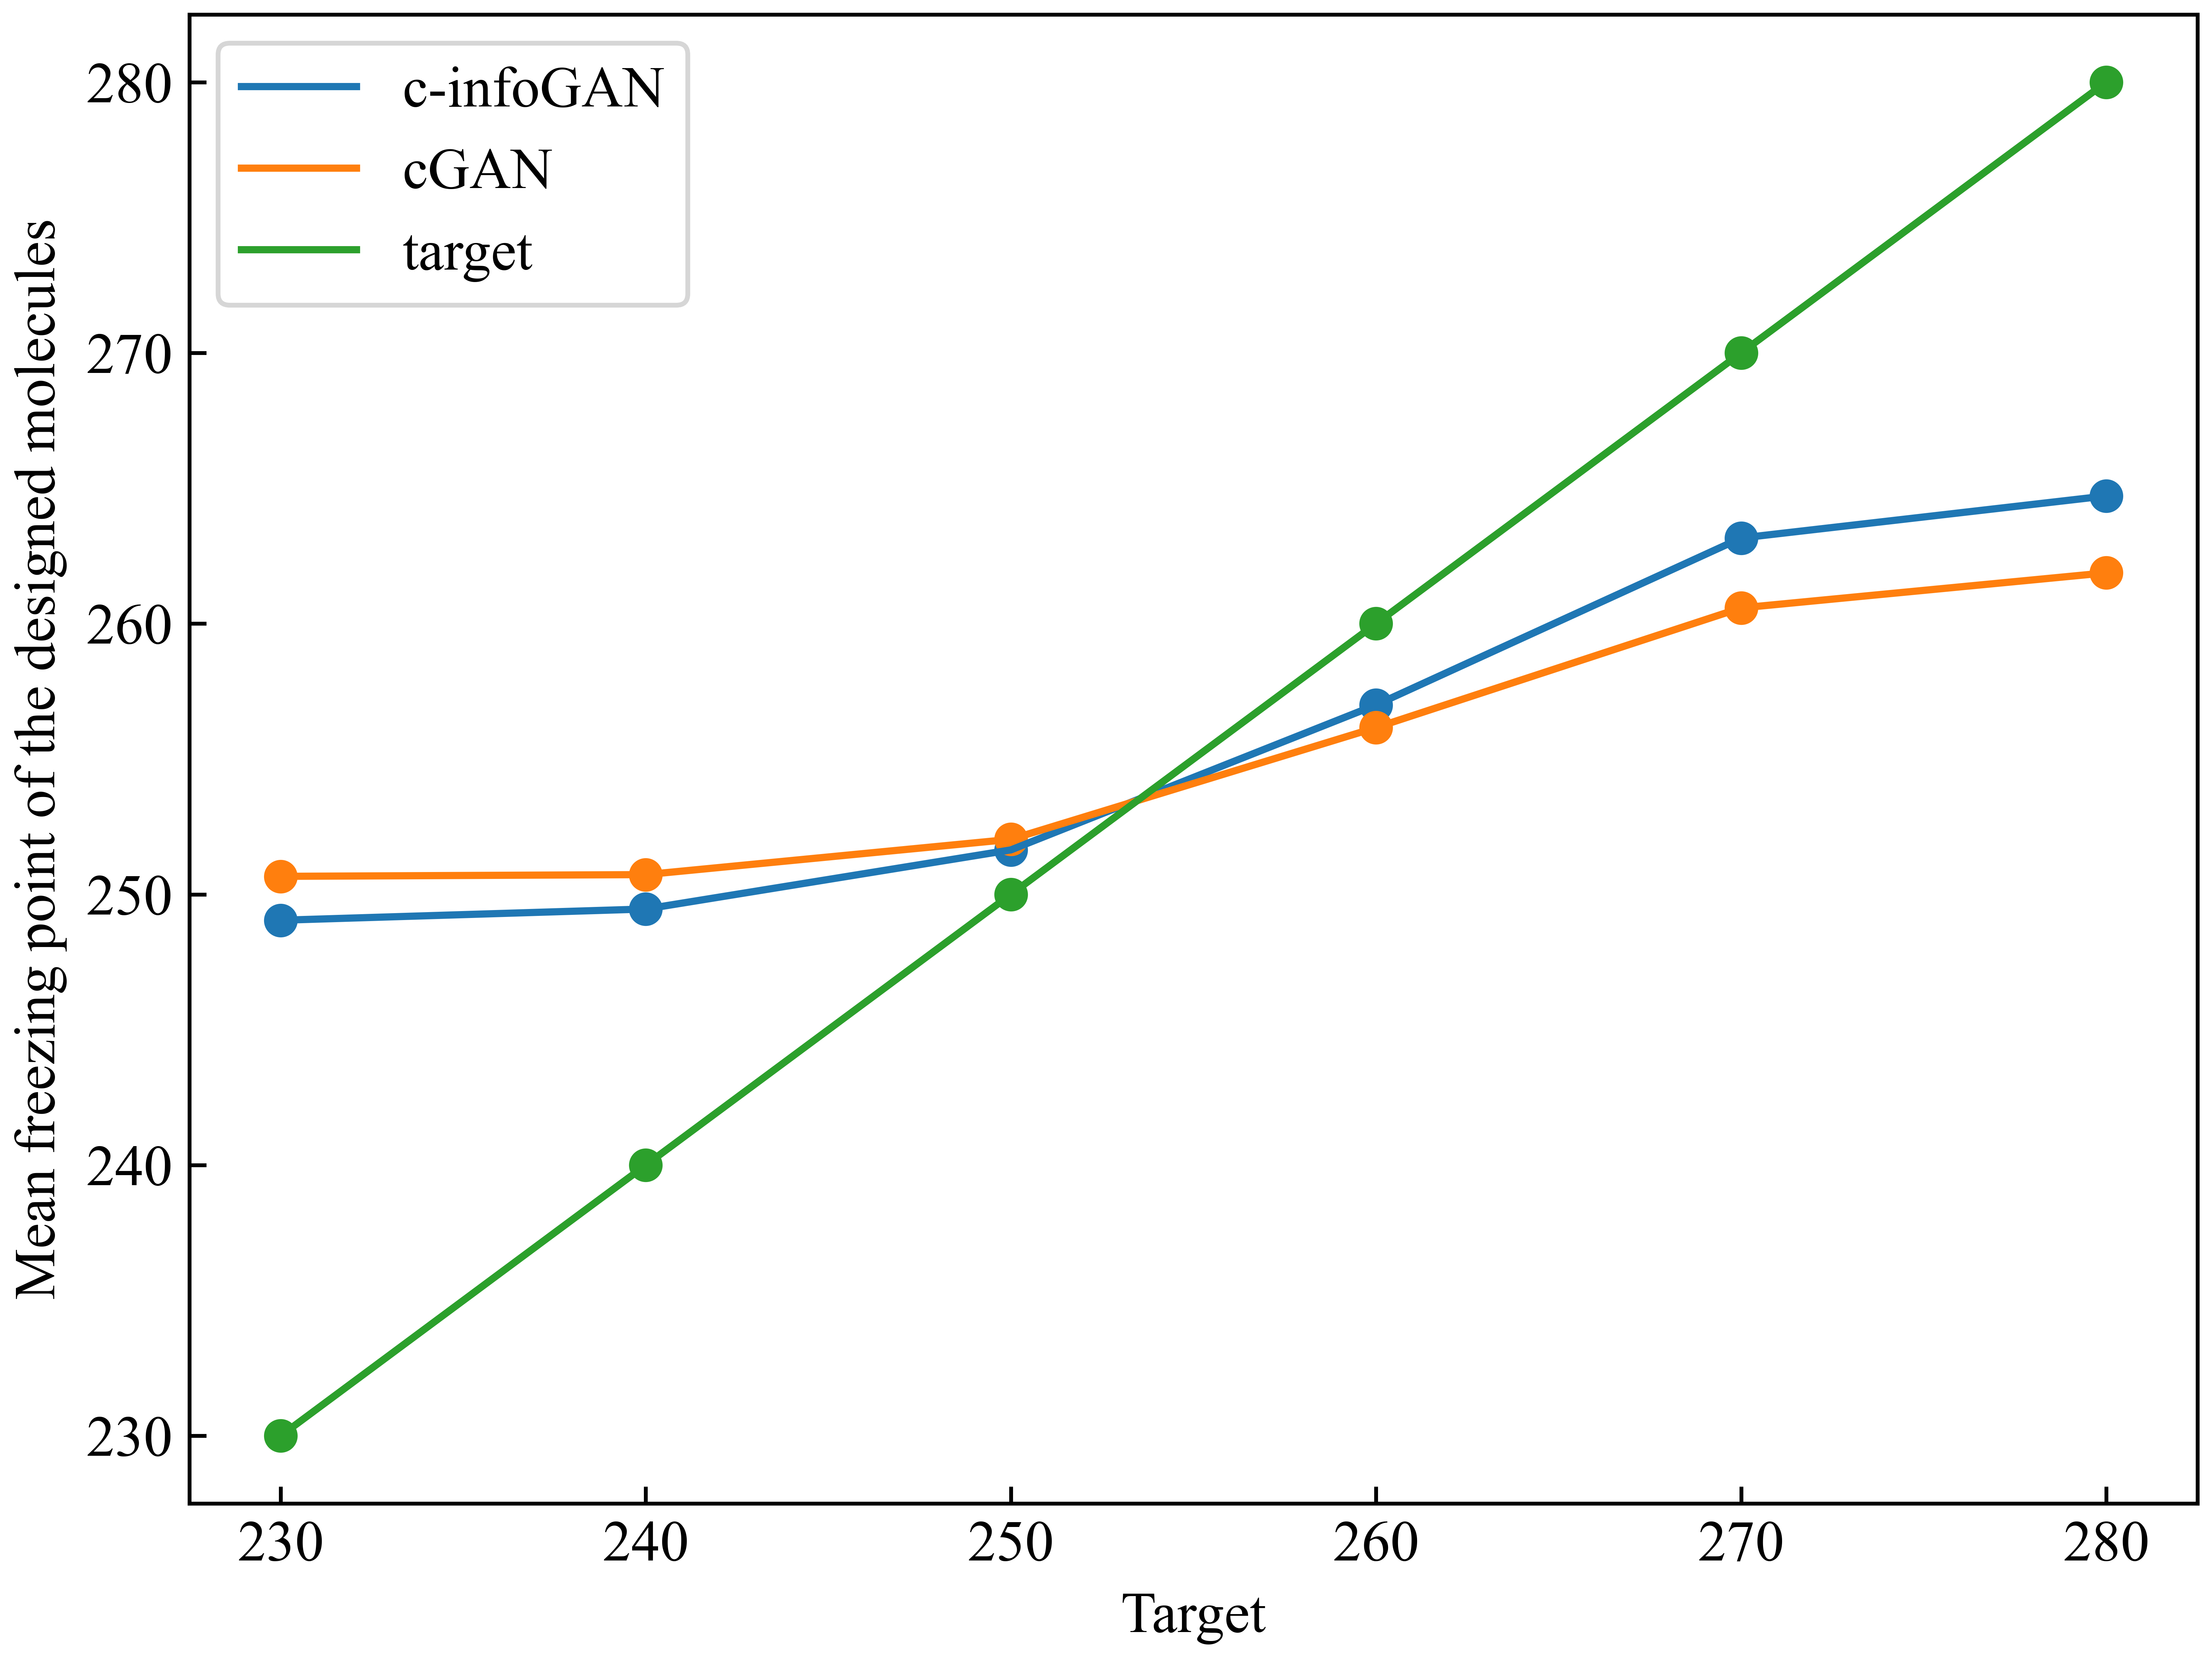 c-infoGAN
cGAN
target
Mean freezing point of the designed molecules
280
270
260
250
240
230
230 240 250 260 270 280
Target